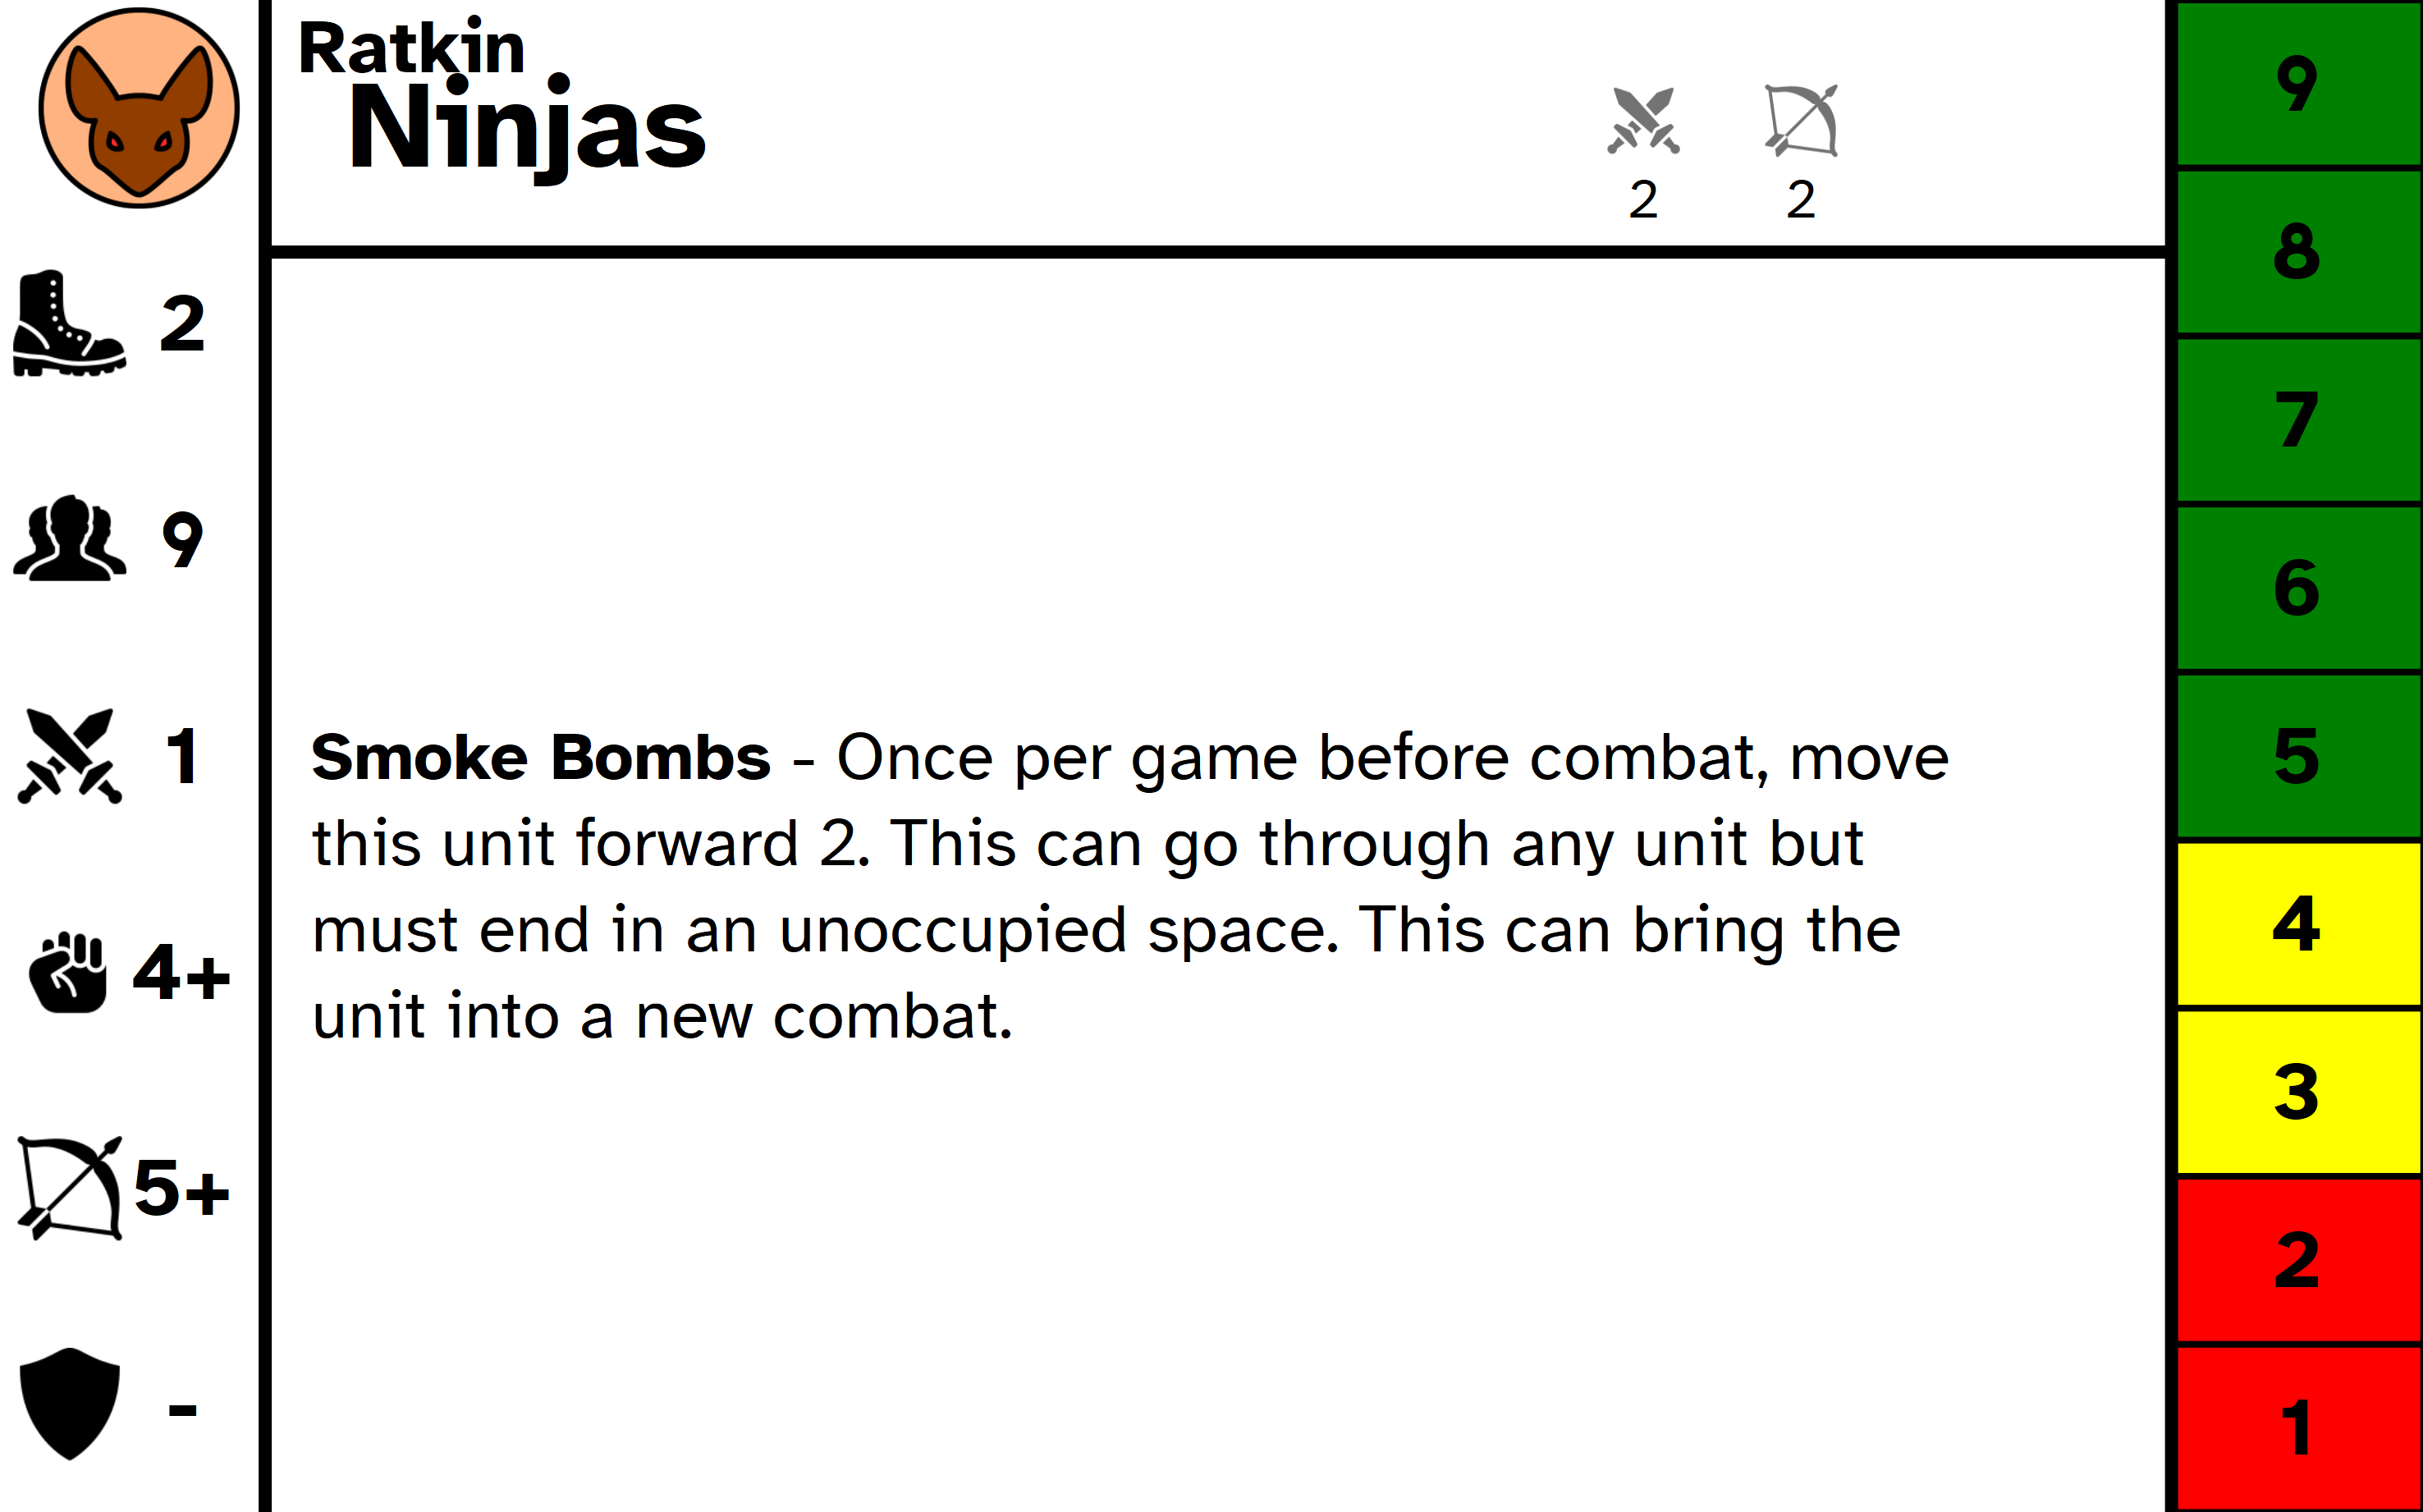 Ratkin
Ninjas
2 2
2
9
1
4+
5+
-
Smoke Bombs - Once per game before combat, move
this unit forward 2. This can go through any unit but
must end in an unoccupied space. This can bring the
unit into a new combat.
9
8
7
6
5
4
3
2
1